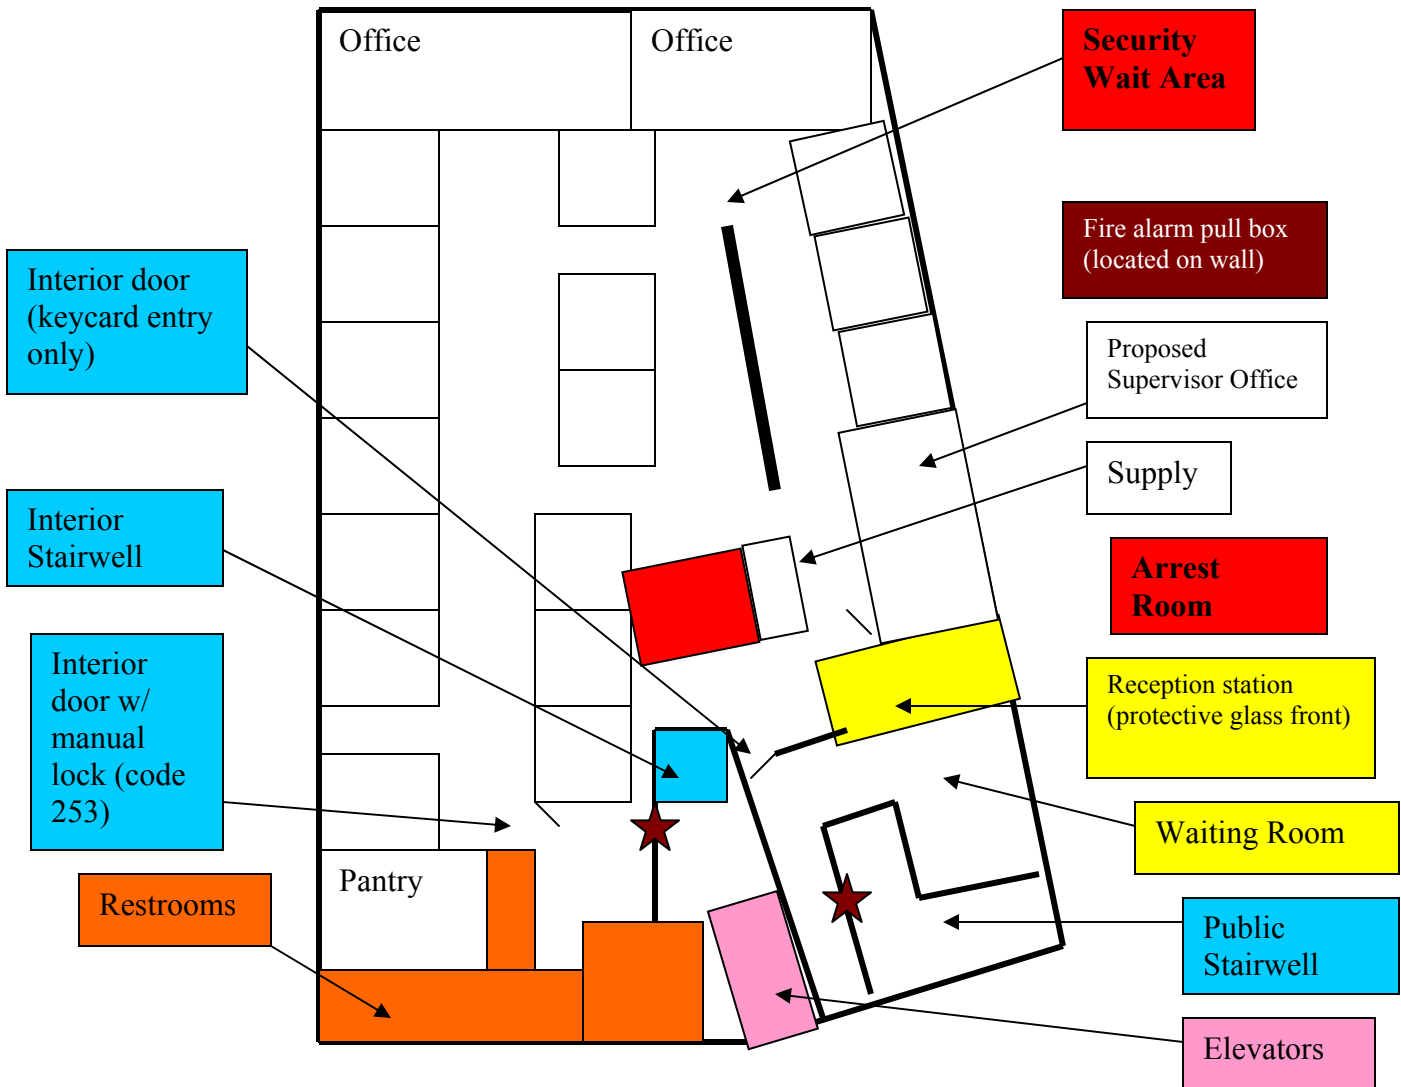 Office
Office
Security
Wait Area
Fire alarm pull box
(located on wall)
Interior door
(keycard entry
only)
Proposed
Supervisor Office
Supply
Interior
Stairwell
Arrest
Room
Interior
door w/
manual
lock (code
253)
Reception station
(protective glass front)
Waiting Room
Pantry
Restrooms
Public
Stairwell
Elevators